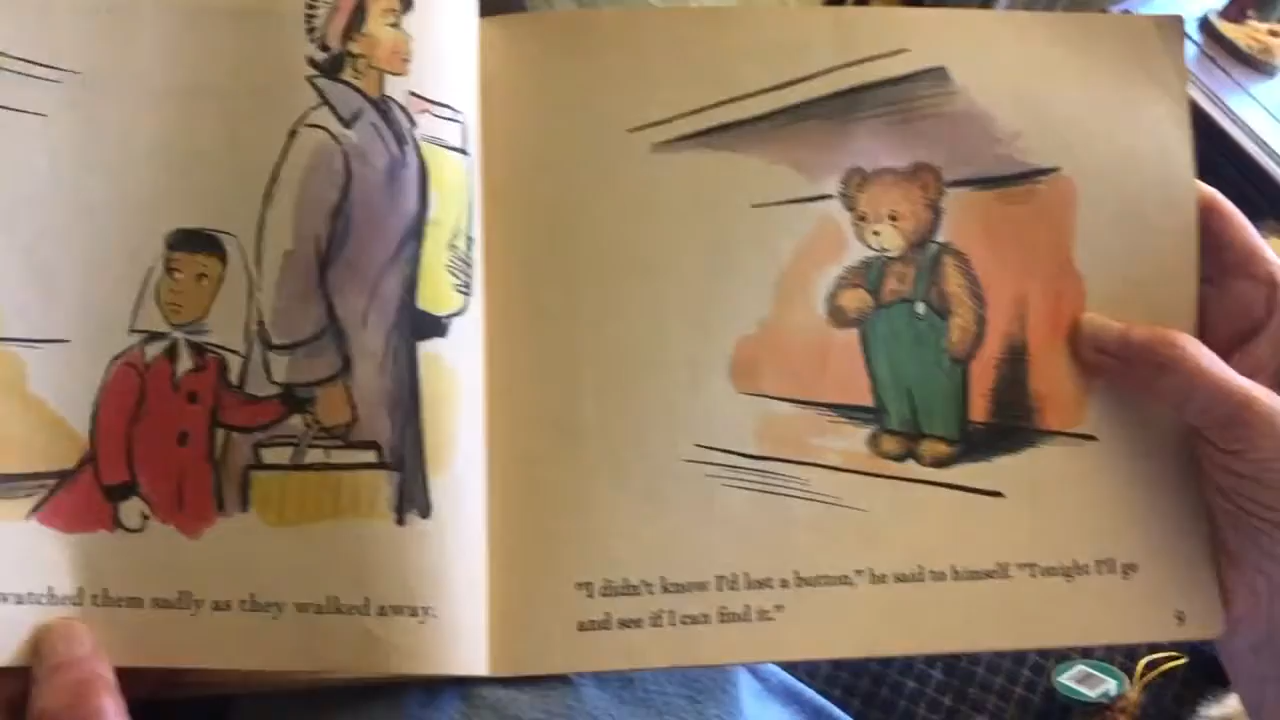 watched them sadly as they walked away.
"I didn't know I'd lost a button," he said to himself. "Tonight I'll go
and see if I can find it."
9